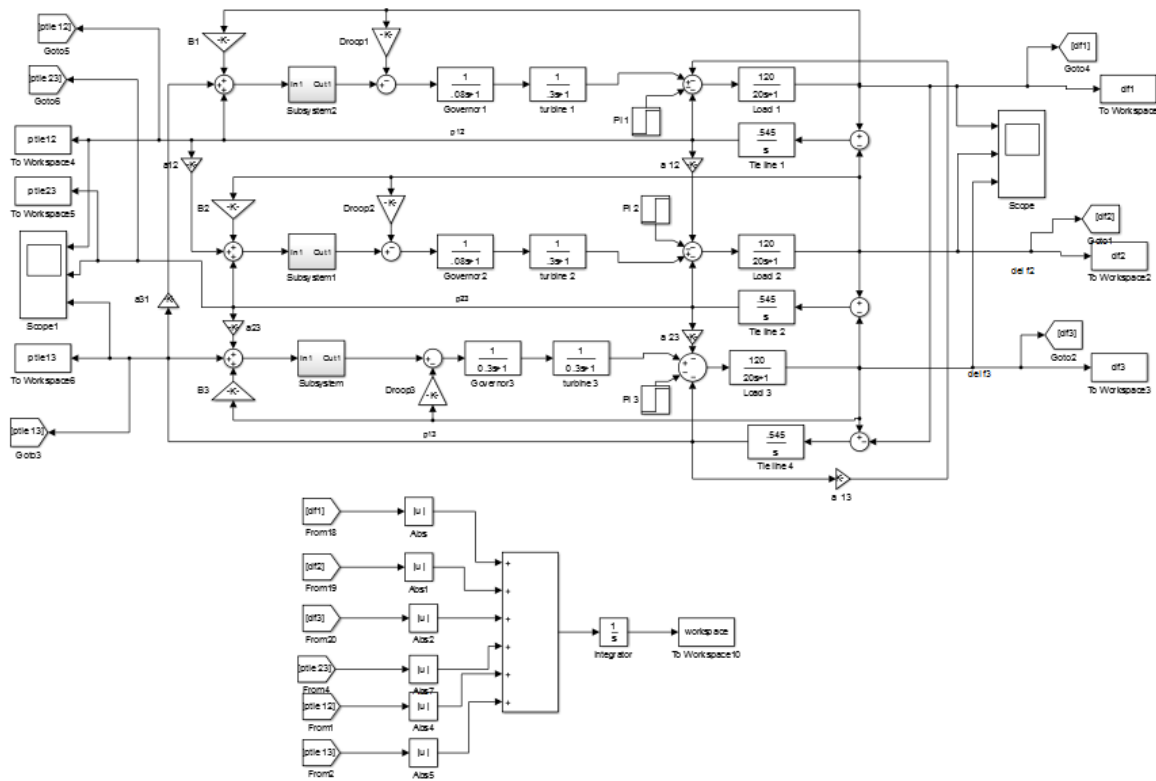 [ptie 12]
Goto5
B1
-K-
Droop1
-K-
[ptie 23]
Goto6
In1 Out1
Subsystem2
1
.08s+1
Governor1
1
.3s+1
turbine 1
Pl 1
120
20s+1
Load 1
[df1]
Goto4
df1
To Workspace
ptie12
To Workspace4
p12
.545
s
Tie line 1
a12
-K-
a 12
-K-
Scope
ptie23
To Workspace5
B2
-K-
Droop2
-K-
Pl 2
[df2]
Goto1
In1 Out1
Subsystem1
1
.08s+1
Governor2
1
.3s+1
turbine 2
120
20s+1
Load 2
del f2
df2
To Workspace2
Scope1
a31
-K-
p23
.545
s
Tie line 2
a23
-K-
a 23
-K-
[df3]
Goto2
ptie13
To Workspace6
In1 Out1
Subsystem
1
0.3s+1
Governor3
1
0.3s+1
turbine 3
120
20s+1
Load 3
del f3
df3
To Workspace3
B3
-K-
Droop3
-K-
Pl 3
[ptie 13]
Goto3
p13
.545
s
Tie line 4
a 13
[df1]
From18
|u|
Abs
[df2]
From19
|u|
Abs1
[df3]
From20
|u|
Abs2
1
s
Integrator
workspace
To Workspace10
[ptie 23]
From4
|u|
Abs7
[ptie 12]
From1
|u|
Abs4
[ptie 13]
From2
|u|
Abs5